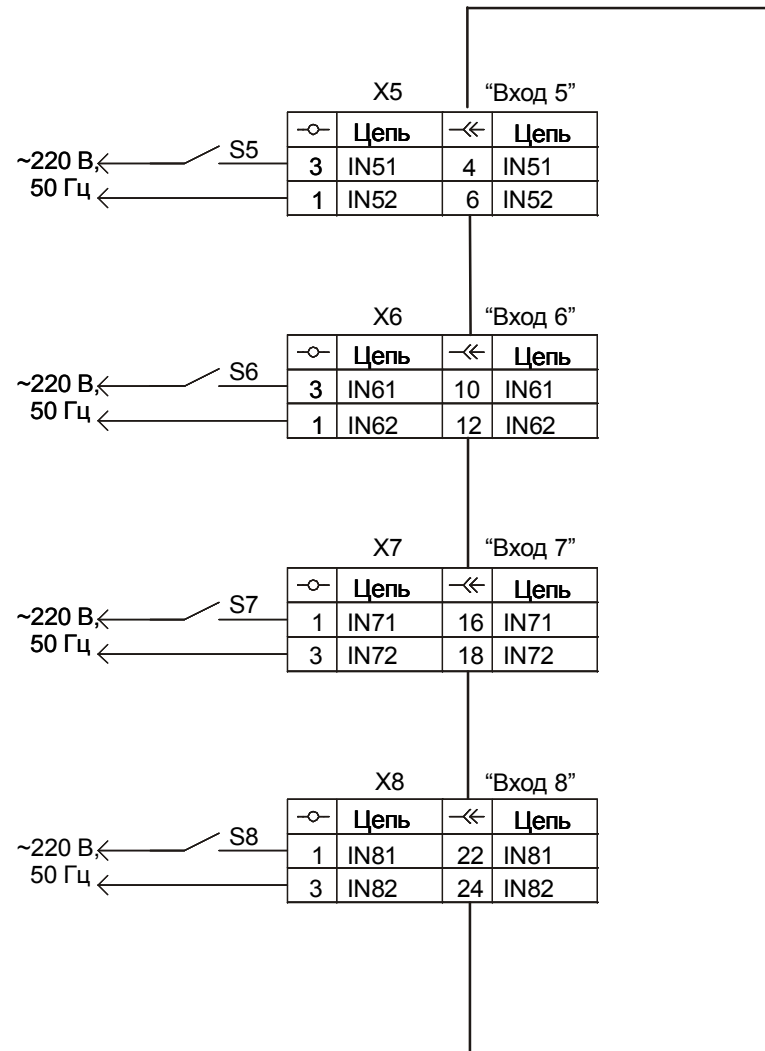 X5 “Вход 5”
Цепь Цепь
~220 В, S5 3 IN51 4 IN51
50 Гц 1 IN52 6 IN52
X6 “Вход 6”
Цепь Цепь
~220 В, S6 3 IN61 10 IN61
50 Гц 1 IN62 12 IN62
X7 “Вход 7”
Цепь Цепь
~220 В, S7 1 IN71 16 IN71
50 Гц 3 IN72 18 IN72
X8 “Вход 8”
Цепь Цепь
~220 В, S8 1 IN81 22 IN81
50 Гц 3 IN82 24 IN82